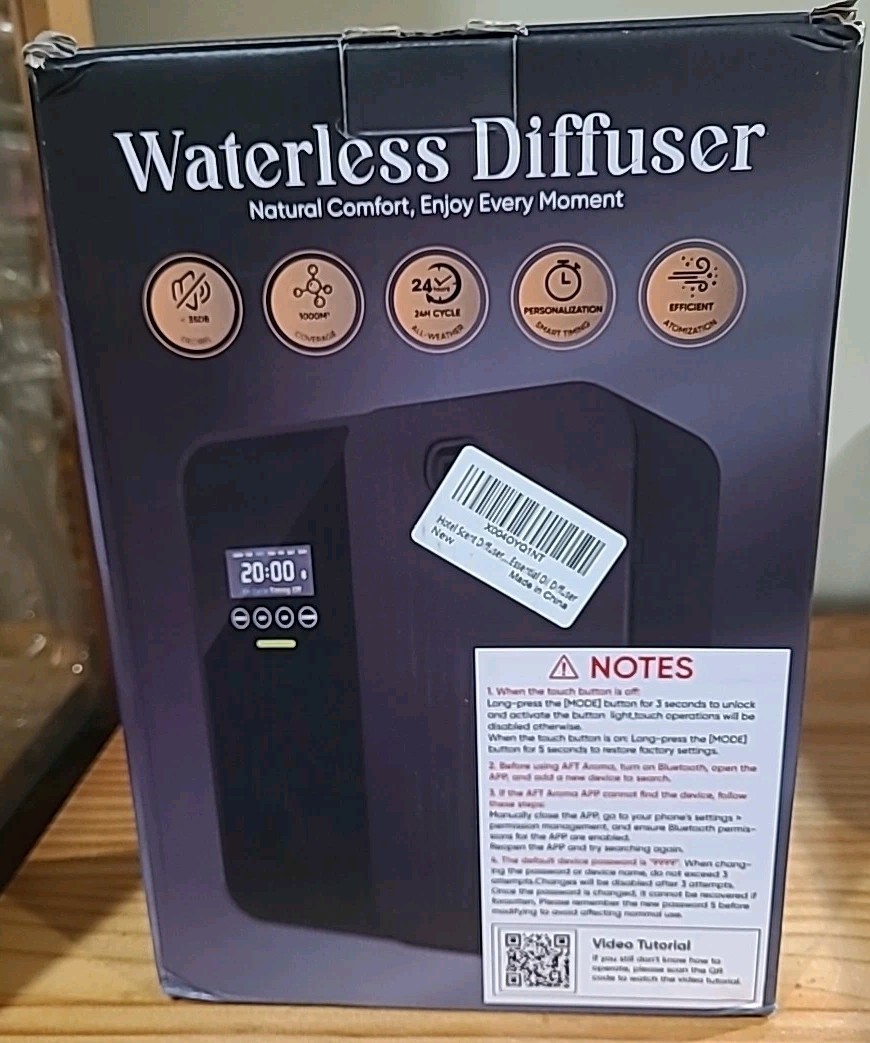 Waterless Diffuser
Natural Comfort, Enjoy Every Moment
< 35DB
DECIBEL
1000M³
COVERAGE
24
HOURS
24H CYCLE
ALL-WEATHER
PERSONALIZATION
SMART TIMING
EFFICIENT
ATOMIZATION
X004OYQ1NT
Hotel Scent Diffuser,...Essential Oil Diffuser
New
Made in China
20:00
Timing Off
NOTES
1. When the touch button is off:
Long-press the [MODE] button for 3 seconds to unlock
and activate the button light,touch operations will be
disabled otherwise.
When the touch button is on: Long-press the [MODE]
button for 5 seconds to restore factory settings.
2. Before using AFT Aroma, turn on Bluetooth, open the
APP, and add a new device to search.
3. If the AFT Aroma APP cannot find the device, follow
these steps:
Manually close the APP, go to your phone's settings >
permission management, and ensure Bluetooth permis-
sions for the APP are enabled.
Reopen the APP and try searching again.
4. The default device password is "9999". When chang-
ing the password or device name, do not exceed 3
attempts.Changes will be disabled after 3 attempts.
Once the password is changed, it cannot be recovered if
forgotten, Please remember the new password 5 before
modifying to avoid affecting normal use.
Video Tutorial
If you still don't know how to
operate, please scan the QR
code to watch the video tutorial.